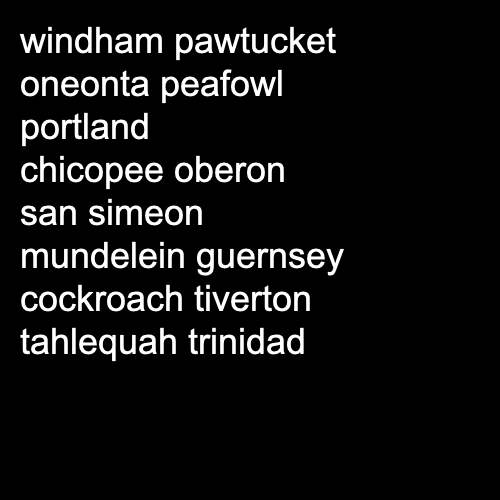 windham pawtucket
oneonta peafowl
portland
chicopee oberon
san simeon
mundelein guernsey
cockroach tiverton
tahlequah trinidad